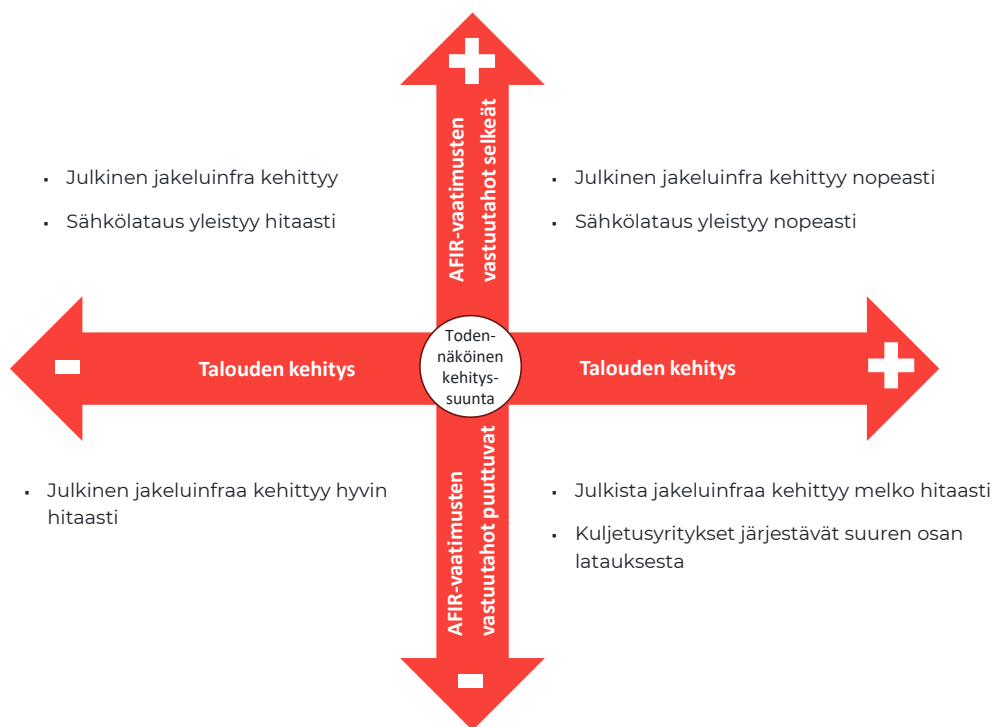 AFIR-vaatimusten
vastuutahot selkeät
▪ Julkinen jakeluinfra kehittyy
▪ Sähkölataus yleistyy hitaasti
▪ Julkinen jakeluinfra kehittyy nopeasti
▪ Sähkölataus yleistyy nopeasti
Talouden kehitys
Toden-
näköinen
kehitys-
suunta
Talouden kehitys
▪ Julkinen jakeluinfraa kehittyy hyvin
hitaasti
AFIR-vaatimusten
vastuutahot puuttuvat
▪ Julkista jakeluinfraa kehittyy melko hitaasti
▪ Kuljetusyritykset järjestävät suuren osan
latauksesta